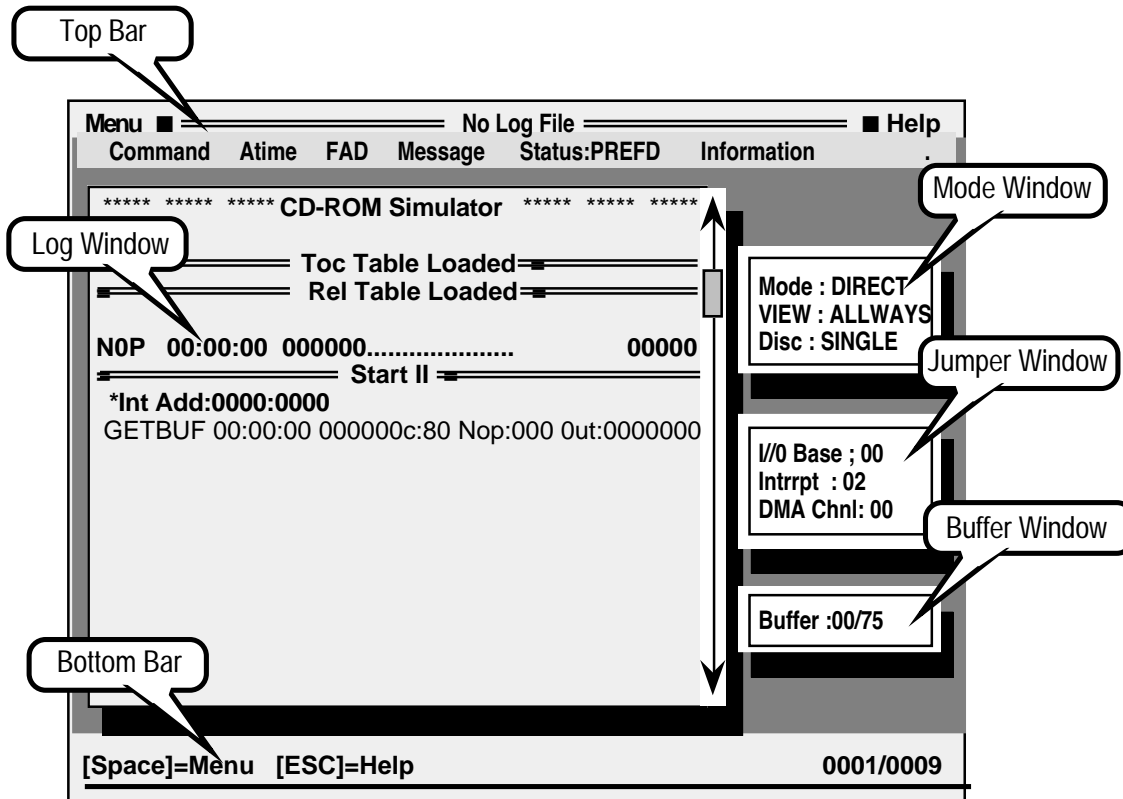 Top Bar
Menu ■ No Log File ■ Help
Command Atime FAD Message Status:PREFD Information .
***** ***** ***** CD-ROM Simulator ***** ***** *****
Mode Window
Log Window
Toc Table Loaded
Rel Table Loaded
Mode : DIRECT
VIEW : ALLWAYS
Disc : SINGLE
N0P 00:00:00 000000...................... 00000
Jumper Window
Start II
*Int Add:0000:0000
GETBUF 00:00:00 000000c:80 Nop:000 0ut:0000000
I//0 Base ; 00
Intrrpt : 02
DMA Chnl: 00
Buffer Window
Buffer :00/75
Bottom Bar
[Space]=Menu [ESC]=Help 0001/0009